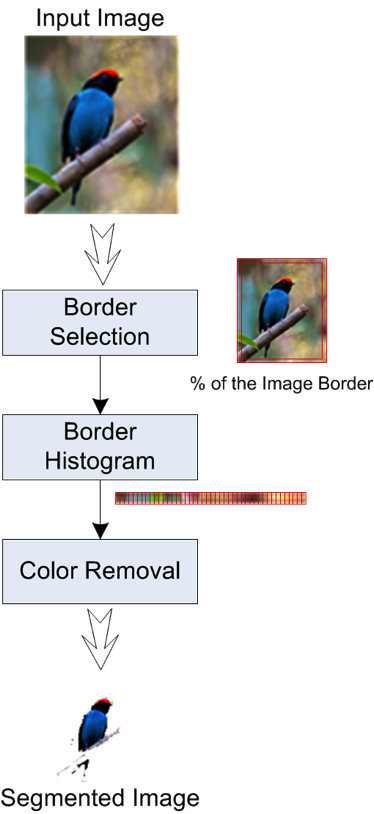 Input Image
Border
Selection
% of the Image Border
Border
Histogram
Color Removal
Segmented Image